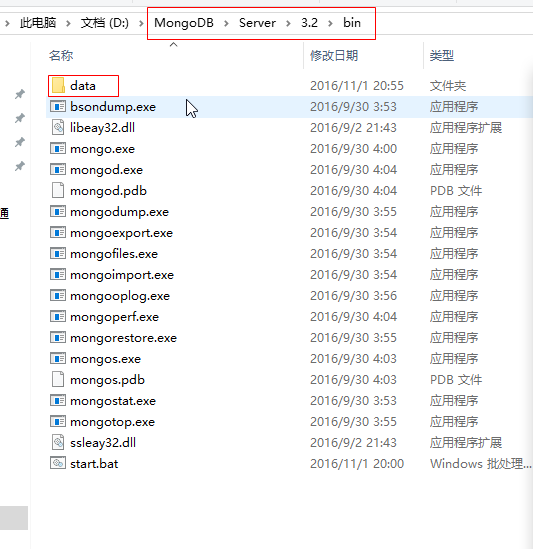 此电脑 > 文档 (D:) > MongoDB > Server > 3.2 > bin
名称 修改日期 类型
data 2016/11/1 20:55 文件夹
bsondump.exe 2016/9/30 3:53 应用程序
libeay32.dll 2016/9/2 21:43 应用程序扩展
mongo.exe 2016/9/30 4:00 应用程序
mongod.exe 2016/9/30 4:04 应用程序
mongod.pdb 2016/9/30 4:04 PDB 文件
mongodump.exe 2016/9/30 3:55 应用程序
通
mongoexport.exe 2016/9/30 3:54 应用程序
mongofiles.exe 2016/9/30 3:54 应用程序
mongoimport.exe 2016/9/30 3:54 应用程序
mongooplog.exe 2016/9/30 3:56 应用程序
mongoperf.exe 2016/9/30 4:04 应用程序
mongorestore.exe 2016/9/30 3:55 应用程序
mongos.exe 2016/9/30 4:03 应用程序
mongos.pdb 2016/9/30 4:03 PDB 文件
mongostat.exe 2016/9/30 3:53 应用程序
mongotop.exe 2016/9/30 3:55 应用程序
ssleay32.dll 2016/9/2 21:43 应用程序扩展
start.bat 2016/11/1 20:00 Windows 批处理...